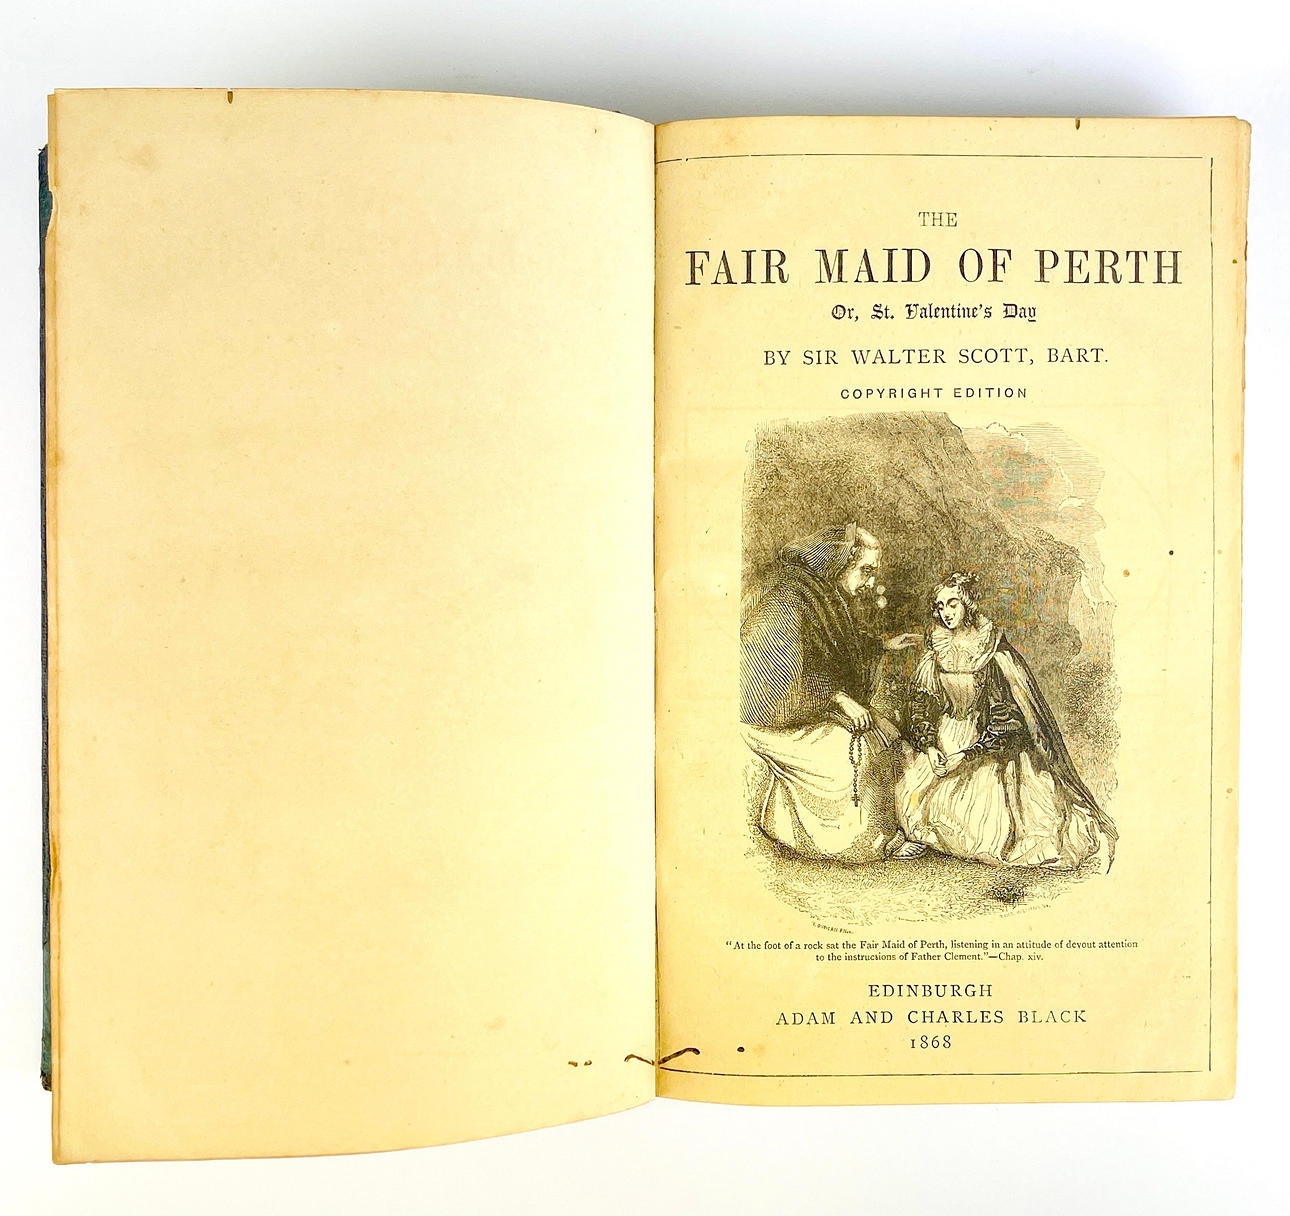 THE
FAIR MAID OF PERTH
Or, St. Valentine's Day
BY SIR WALTER SCOTT, BART.
COPYRIGHT EDITION
"At the foot of a rock sat the Fair Maid of Perth, listening in an attitude of devout attention
to the instructions of Father Clement."—Chap. xiv.
EDINBURGH
ADAM AND CHARLES BLACK
1868